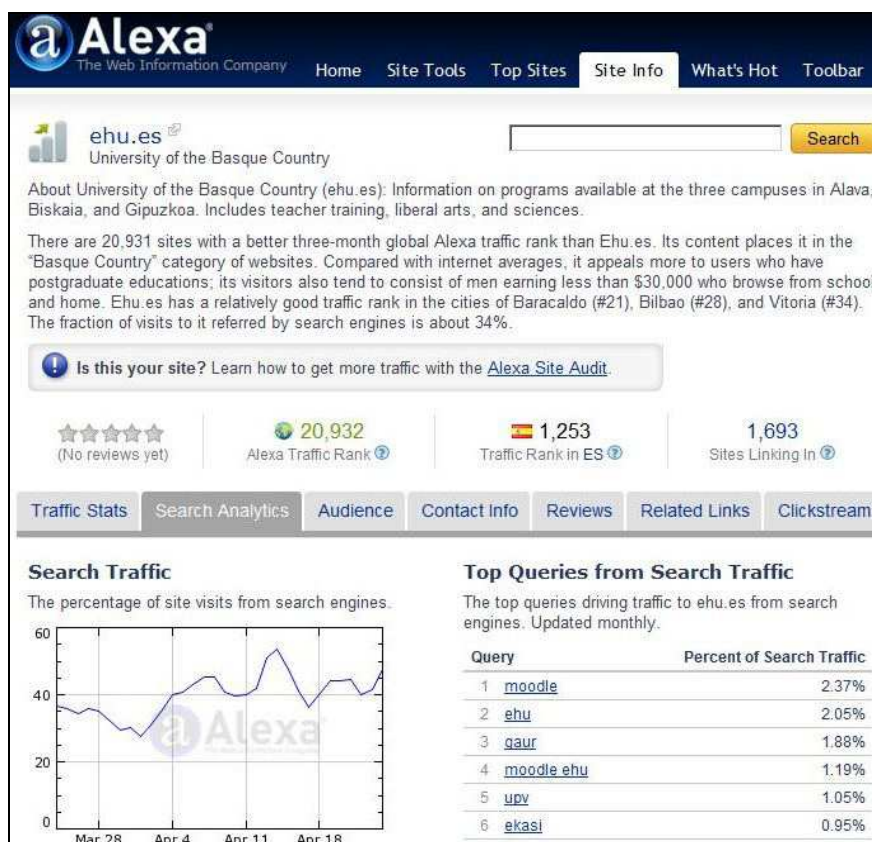 Alexa
The Web Information Company
Home Site Tools Top Sites Site Info What's Hot Toolbar
ehu.es
University of the Basque Country
Search
About University of the Basque Country (ehu.es): Information on programs available at the three campuses in Alava,
Biskaia, and Gipuzkoa. Includes teacher training, liberal arts, and sciences.
There are 20,931 sites with a better three-month global Alexa traffic rank than Ehu.es. Its content places it in the
“Basque Country” category of websites. Compared with internet averages, it appeals more to users who have
postgraduate educations; its visitors also tend to consist of men earning less than $30,000 who browse from school
and home. Ehu.es has a relatively good traffic rank in the cities of Baracaldo (#21), Bilbao (#28), and Vitoria (#34).
The fraction of visits to it referred by search engines is about 34%.
Is this your site? Learn how to get more traffic with the Alexa Site Audit.
20,932 1,253 1,693
(No reviews yet) Alexa Traffic Rank ? Traffic Rank in ES ? Sites Linking In ?
Traffic Stats Search Analytics Audience Contact Info Reviews Related Links Clickstream
Search Traffic
The percentage of site visits from search engines.
60
40
20
0
Mar 28 Apr 4 Apr 11 Apr 18
a Alexa
Top Queries from Search Traffic
The top queries driving traffic to ehu.es from search
engines. Updated monthly.
Query Percent of Search Traffic
1 moodle 2.37%
2 ehu 2.05%
3 gaur 1.88%
4 moodle ehu 1.19%
5 upv 1.05%
6 ekasi 0.95%